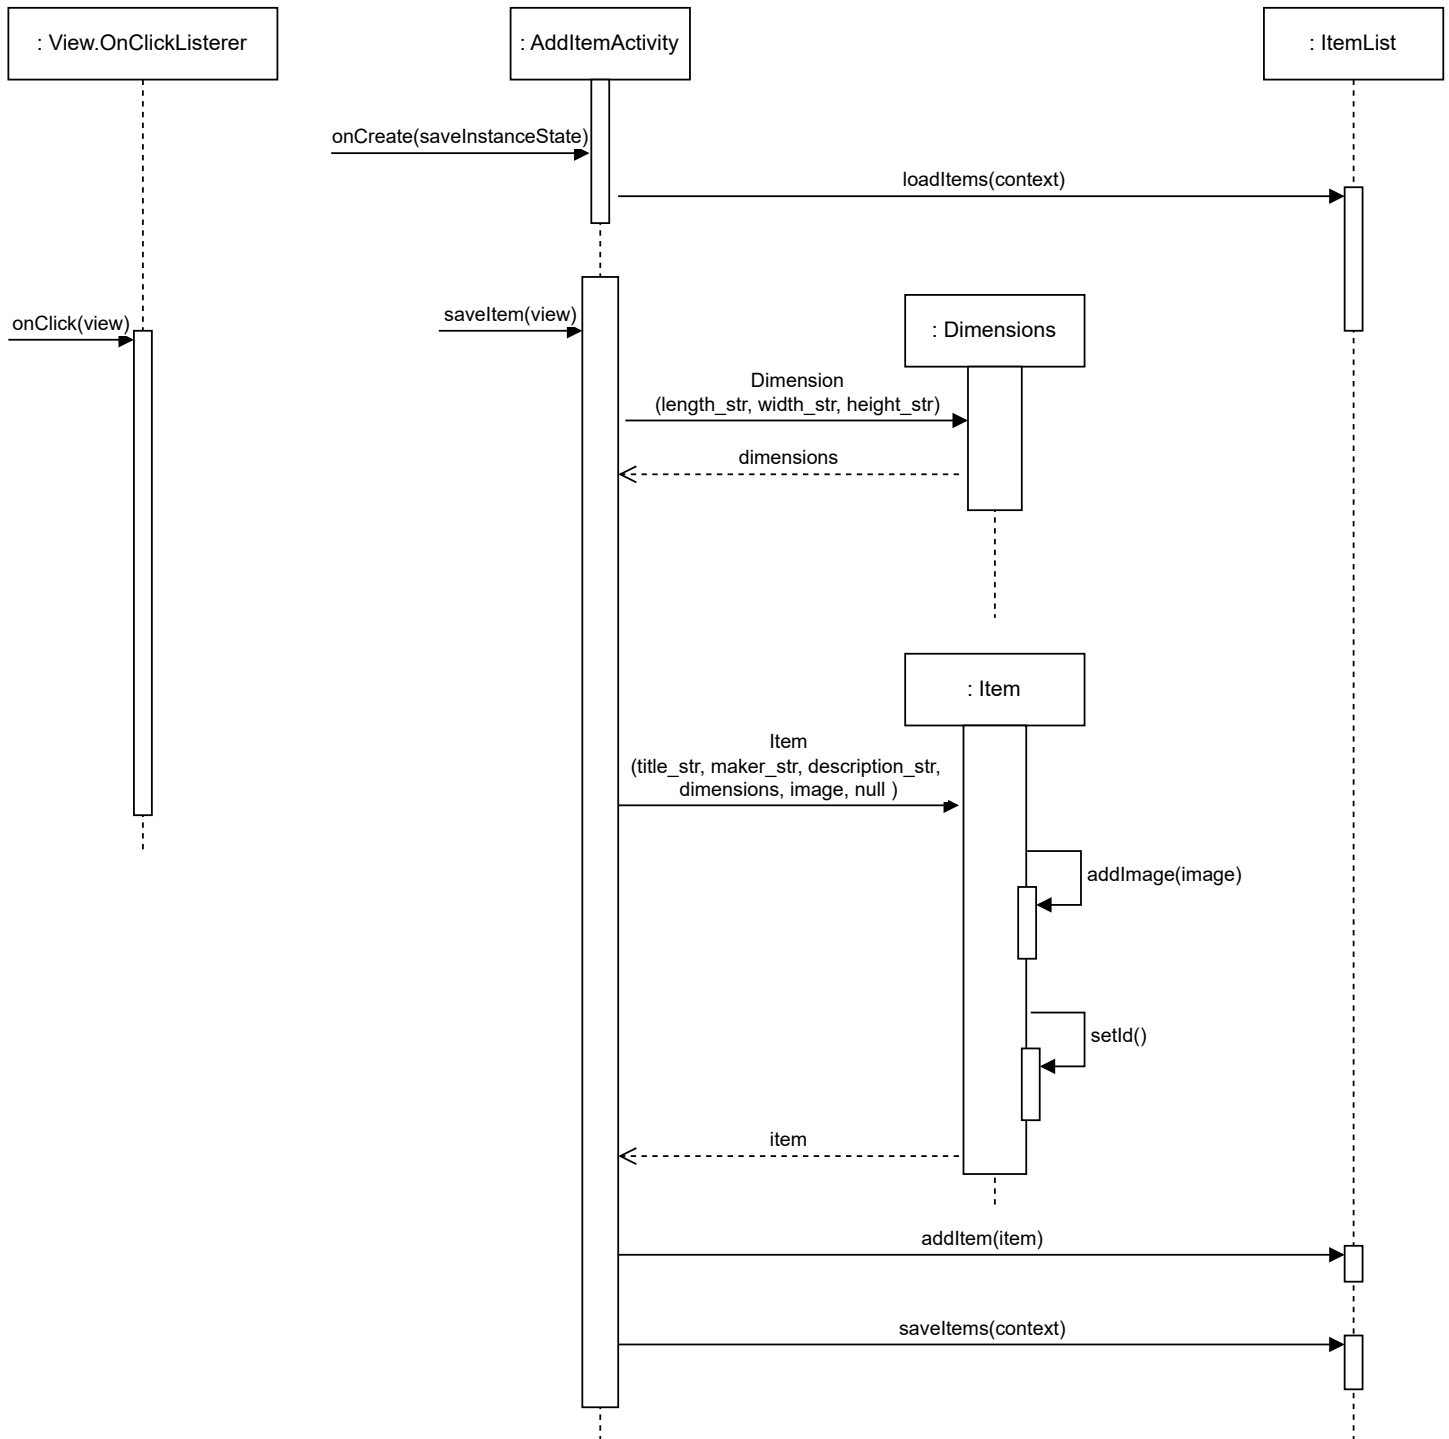 : View.OnClickListerer
: AddItemActivity
: ItemList
onCreate(saveInstanceState)
loadItems(context)
onClick(view)
saveItem(view)
: Dimensions
Dimension
(length_str, width_str, height_str)
dimensions
: Item
Item
(title_str, maker_str, description_str,
dimensions, image, null )
addImage(image)
setId()
item
addItem(item)
saveItems(context)